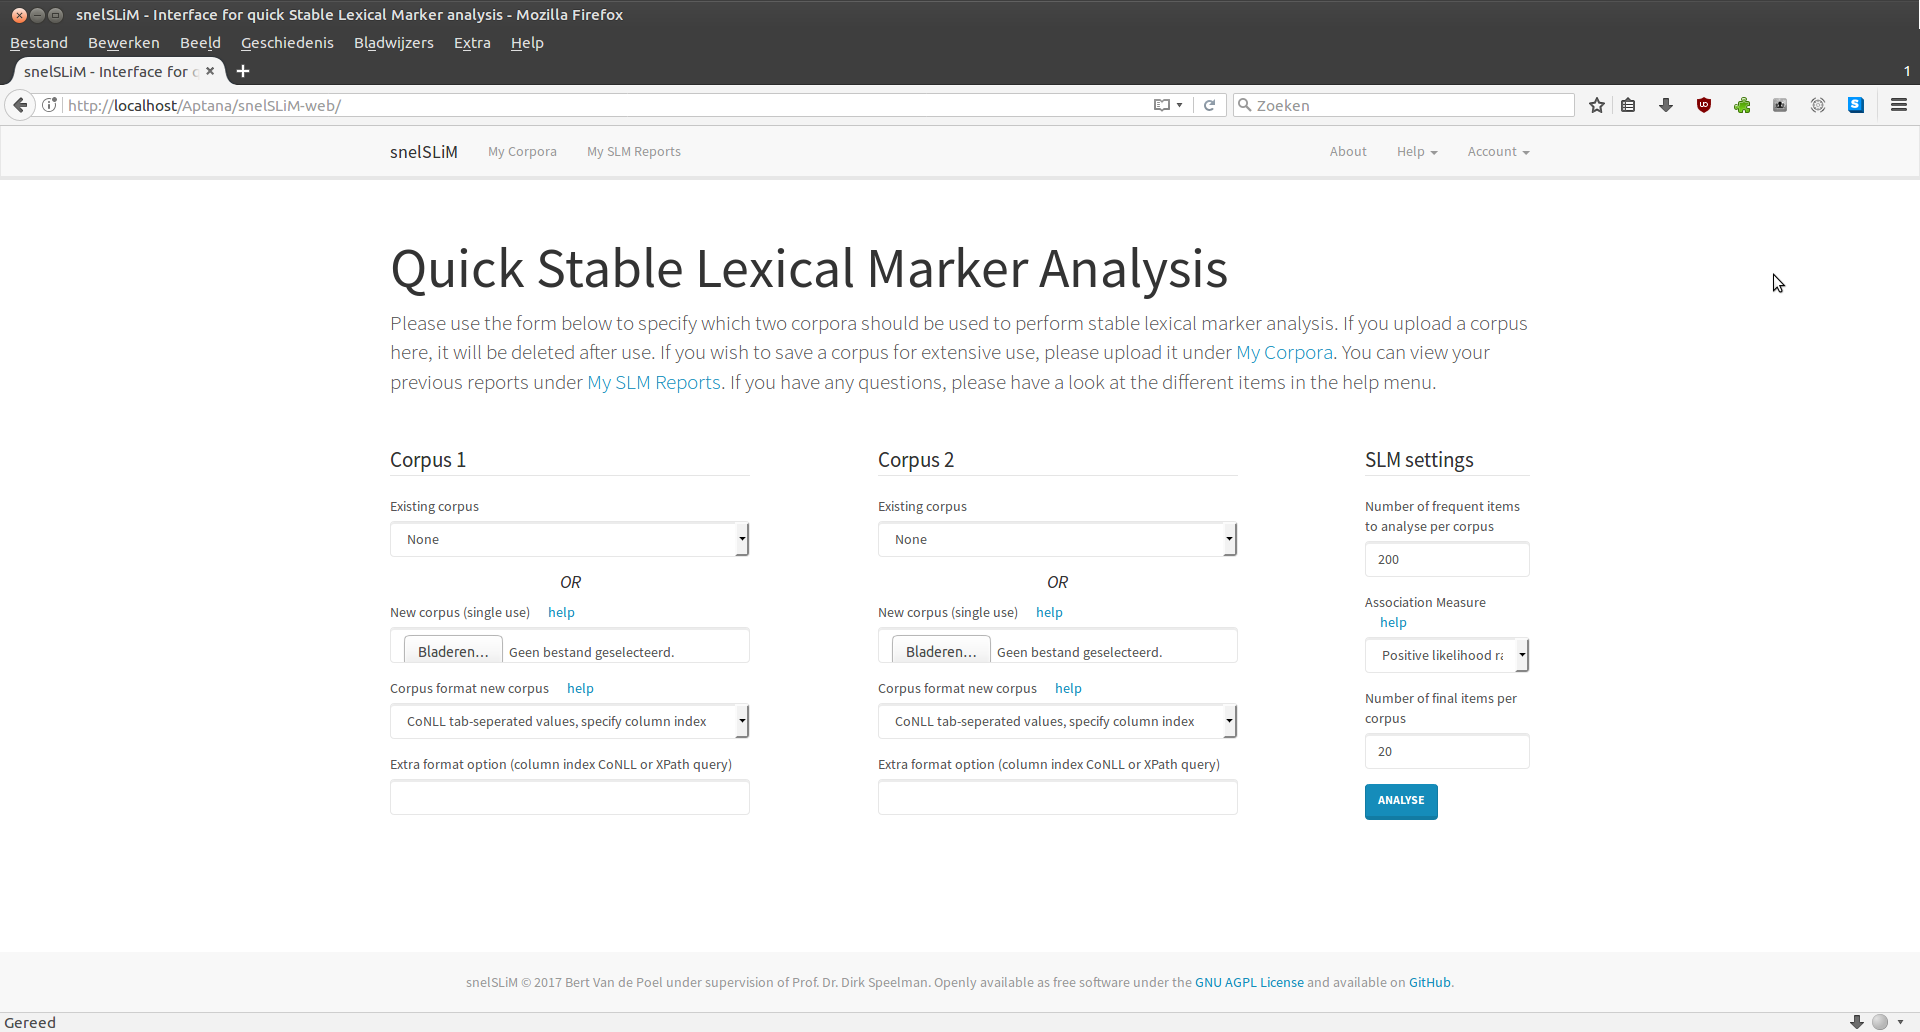 snelSLiM - Interface for quick Stable Lexical Marker analysis - Mozilla Firefox
Bestand Bewerken Beeld Geschiedenis Bladwijzers Extra Help
snelSLiM - Interface for
1
http://localhost/Aptana/snelSLiM-web/
Zoeken
snelSLiM My Corpora My SLM Reports About Help Account
Quick Stable Lexical Marker Analysis
Please use the form below to specify which two corpora should be used to perform stable lexical marker analysis. If you upload a corpus
here, it will be deleted after use. If you wish to save a corpus for extensive use, please upload it under My Corpora. You can view your
previous reports under My SLM Reports. If you have any questions, please have a look at the different items in the help menu.
Corpus 1
Existing corpus
None
OR
New corpus (single use) help
Bladeren... Geen bestand geselecteerd.
Corpus format new corpus help
CoNLL tab-seperated values, specify column index
Extra format option (column index CoNLL or XPath query)
Corpus 2
Existing corpus
None
OR
New corpus (single use) help
Bladeren... Geen bestand geselecteerd.
Corpus format new corpus help
CoNLL tab-seperated values, specify column index
Extra format option (column index CoNLL or XPath query)
SLM settings
Number of frequent items
to analyse per corpus
200
Association Measure
help
Positive likelihood ra
Number of final items per
corpus
20
ANALYSE
snelSLiM © 2017 Bert Van de Poel under supervision of Prof. Dr. Dirk Speelman. Openly available as free software under the GNU AGPL License and available on GitHub.
Gereed